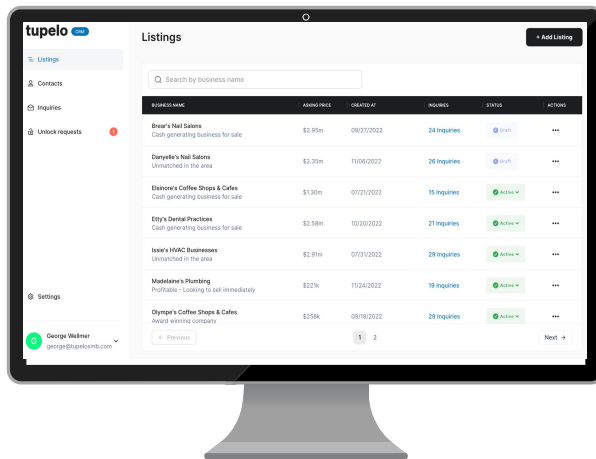 tupelo CRM
Listings
Contacts
Inquiries
Unlock requests
Settings
G
George Wellmer
george@tupelosmb.com
Listings
+ Add Listing
Search by business name
BUSINESS NAME ASKING PRICE CREATED AT INQUIRIES STATUS ACTIONS
Brear's Nail Salons $2.95m 09/27/2022 24 Inquiries Draft
Cash generating business for sale
Danyelle's Nail Salons $2.35m 11/06/2022 26 Inquiries Draft
Unmatched in the area
Elsinore's Coffee Shops & Cafes $1.30m 07/21/2022 15 Inquiries Active
Cash generating business for sale
Etty's Dental Practices $2.58m 10/20/2022 21 Inquiries Active
Cash generating business for sale
Issie's HVAC Businesses $2.91m 07/31/2022 29 Inquiries Active
Unmatched in the area
Madelaine's Plumbing $221k 11/24/2022 19 Inquiries Active
Profitable - Looking to sell immediately
Olympe's Coffee Shops & Cafes $258k 09/18/2022 29 Inquiries Active
Award winning company
← Previous 1 2 Next →